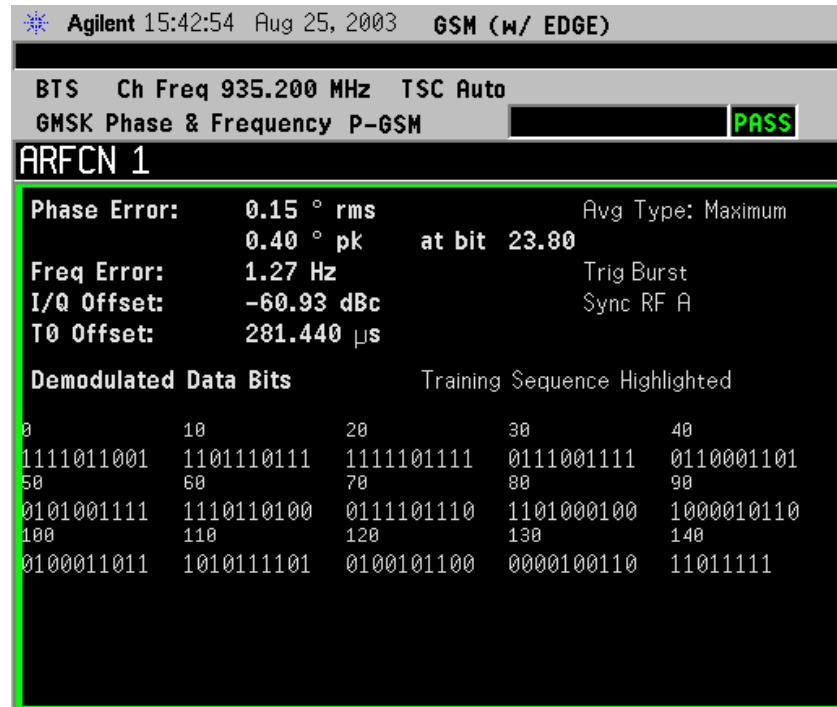 Agilent 15:42:54 Aug 25, 2003 GSM (w/ EDGE)
BTS Ch Freq 935.200 MHz TSC Auto
GMSK Phase & Frequency P-GSM PASS
ARFCN 1
Phase Error: 0.15 ° rms Avg Type: Maximum
0.40 ° pk at bit 23.80
Freq Error: 1.27 Hz Trig Burst
I/Q Offset: -60.93 dBc Sync RF A
T0 Offset: 281.440 µs
Demodulated Data Bits Training Sequence Highlighted
0 10 20 30 40
1111011001 1101110111 1111101111 0111001111 0110001101
50 60 70 80 90
0101001111 1110110100 0111101110 1101000100 1000010110
100 110 120 130 140
0100011011 1010111101 0100101100 0000100110 11011111